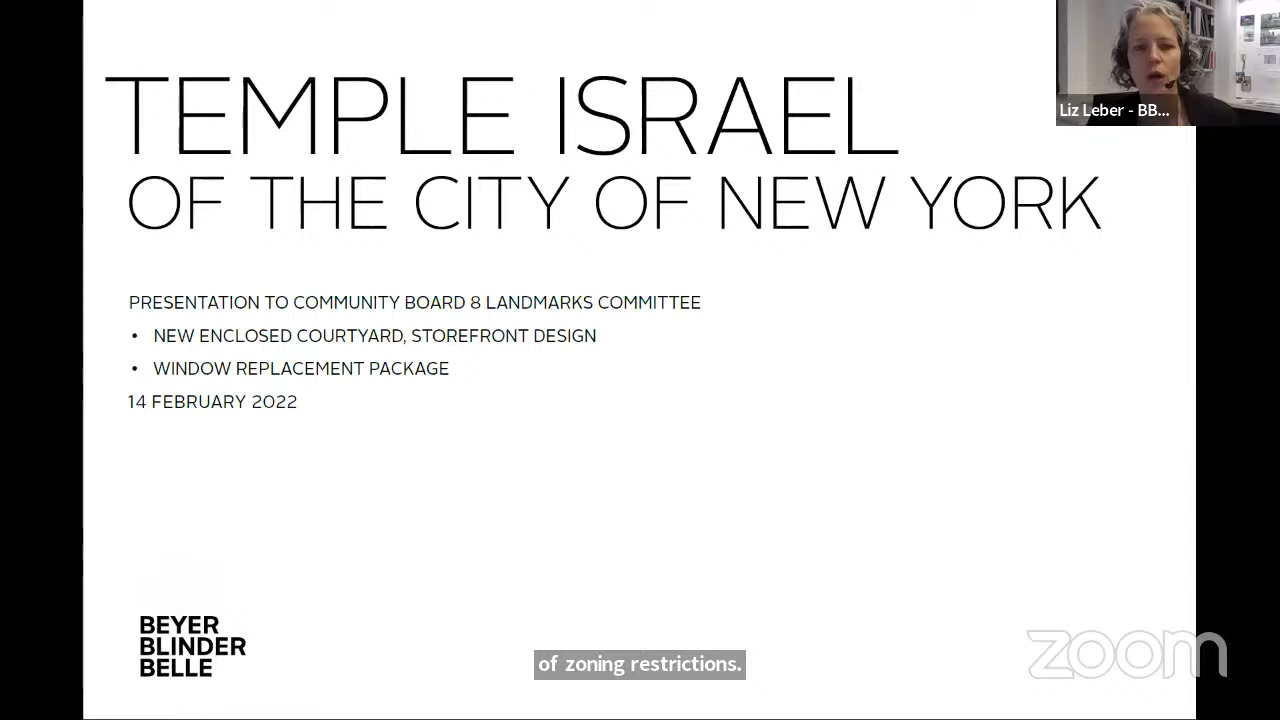 TEMPLE ISRAEL
OF THE CITY OF NEW YORK
Liz Leber - BB...
PRESENTATION TO COMMUNITY BOARD 8 LANDMARKS COMMITTEE
• NEW ENCLOSED COURTYARD, STOREFRONT DESIGN
• WINDOW REPLACEMENT PACKAGE
14 FEBRUARY 2022
BEYER
BLINDER
BELLE
of zoning restrictions.
zoom